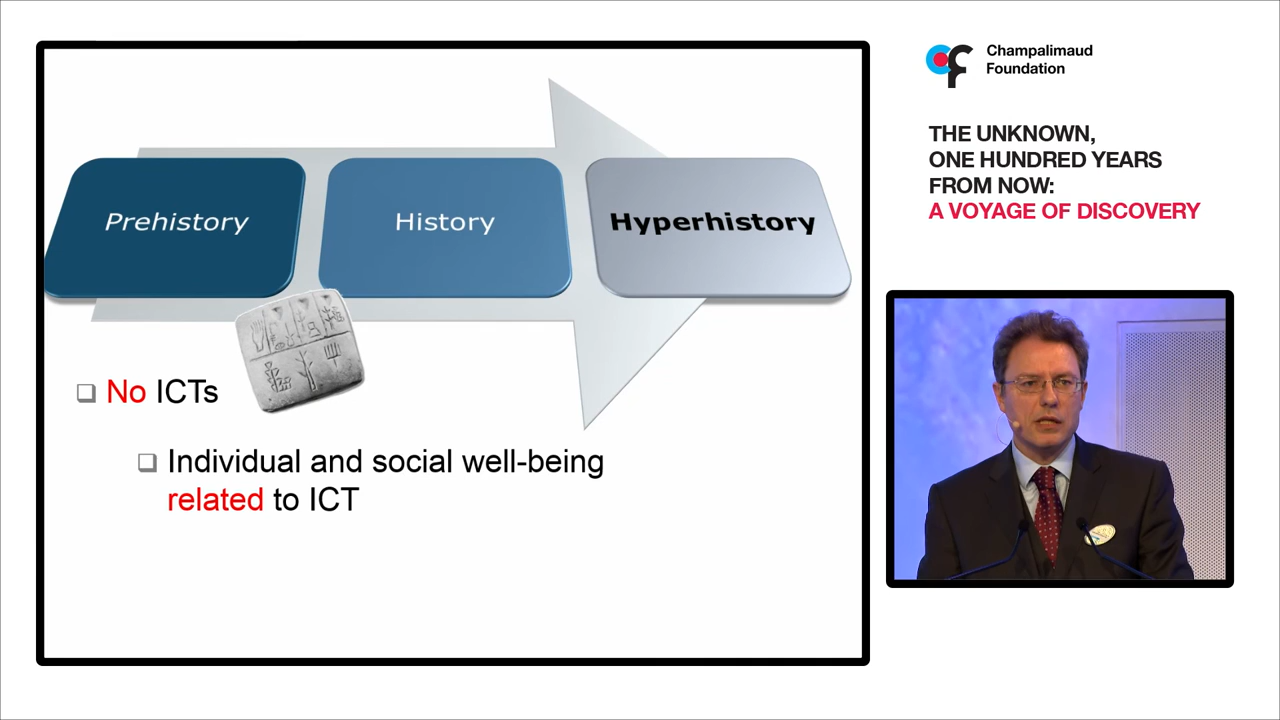 Prehistory
History
Hyperhistory
No ICTs
Individual and social well-being
related to ICT
Champalimaud
Foundation
THE UNKNOWN,
ONE HUNDRED YEARS
FROM NOW:
A VOYAGE OF DISCOVERY